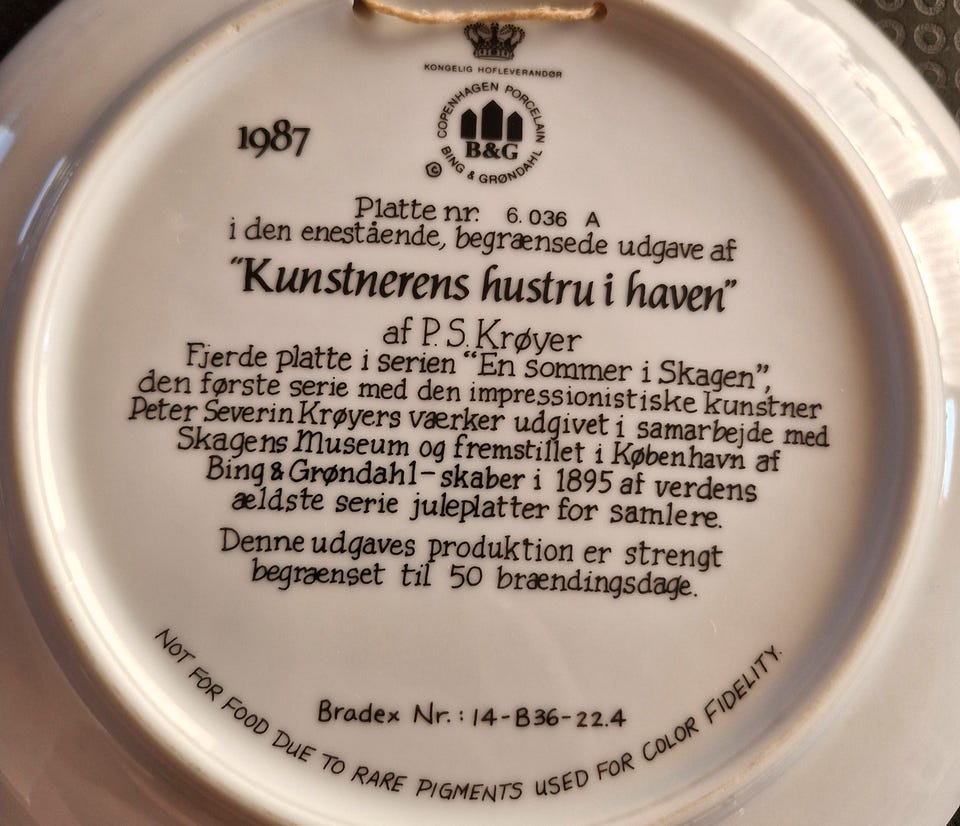 KONGELIG HOFLEVERANDØR
COPENHAGEN PORCELAIN
B&G
© BING & GRØNDAHL
1987
Platte nr. 6.036 A
i den enestående, begrænsede udgave af
"Kunstnerens hustru i haven"
af P. S. Krøyer
Fjerde platte i serien "En sommer i Skagen",
den første serie med den impressionistiske kunstner
Peter Severin Krøyers værker udgivet i samarbejde med
Skagens Museum og fremstillet i København af
Bing & Grøndahl - skaber i 1895 af verdens
ældste serie juleplatter for samlere.
Denne udgaves produktion er strengt
begrænset til 50 brændingsdage.
Bradex Nr.: 14-B36-22.4
NOT FOR FOOD DUE TO RARE PIGMENTS USED FOR COLOR FIDELITY.